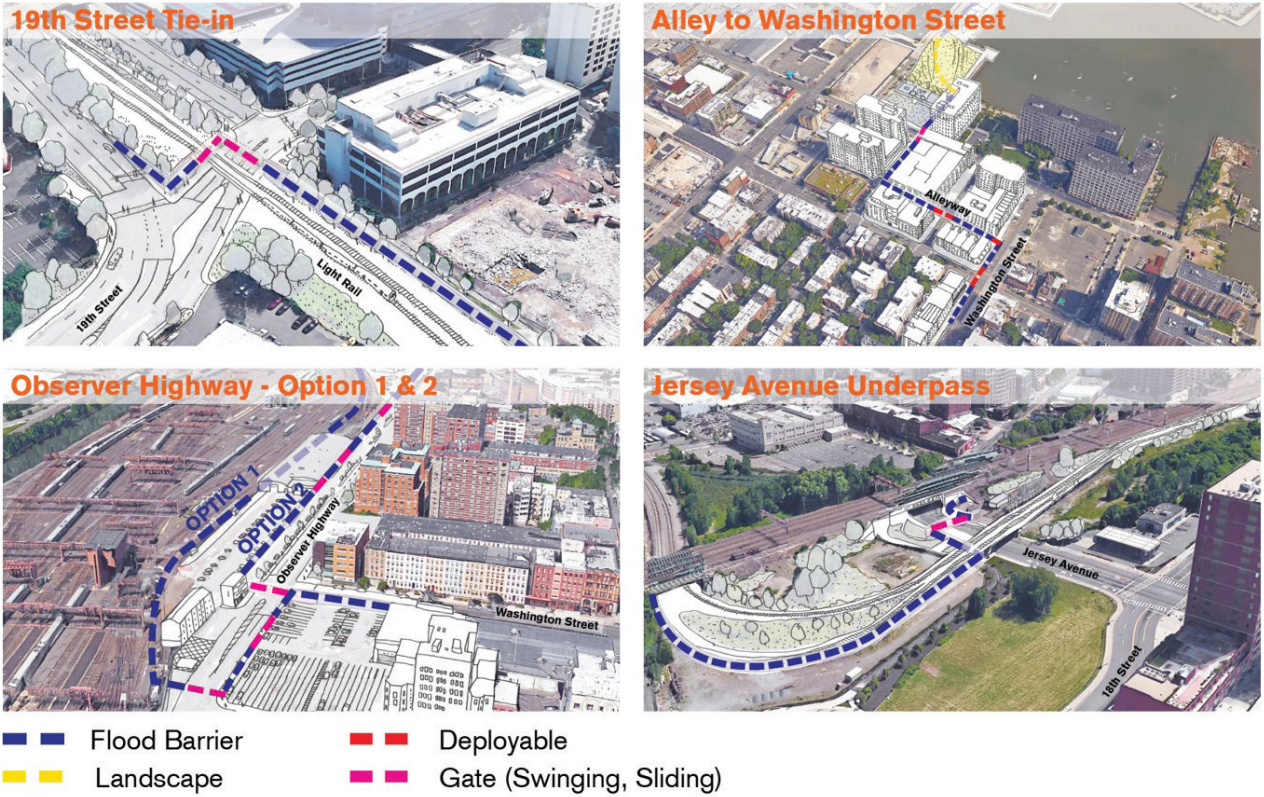 19th Street Tie-in
19th Street
Light Rail
Alley to Washington Street
Alleyway
Washington Street
Observer Highway - Option 1 & 2
OPTION 1
OPTION 2
Observer Highway
Washington Street
Jersey Avenue Underpass
Jersey Avenue
18th Street
Flood Barrier
Deployable
Landscape
Gate (Swinging, Sliding)